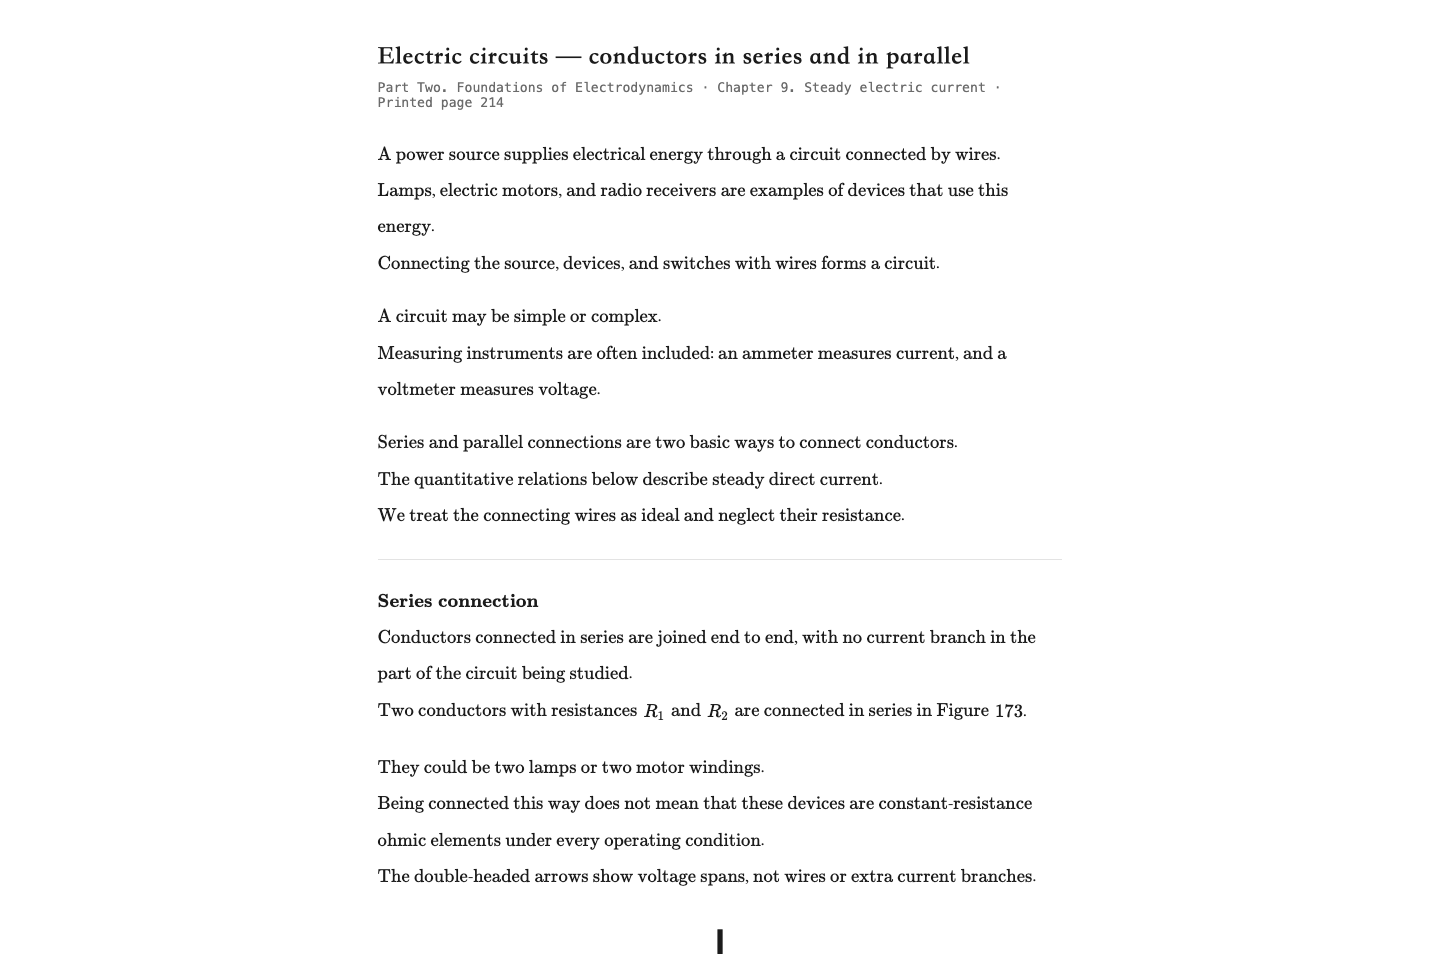 Electric circuits — conductors in series and in parallel
Part Two. Foundations of Electrodynamics · Chapter 9. Steady electric current ·
Printed page 214
A power source supplies electrical energy through a circuit connected by wires.
Lamps, electric motors, and radio receivers are examples of devices that use this
energy.
Connecting the source, devices, and switches with wires forms a circuit.
A circuit may be simple or complex.
Measuring instruments are often included: an ammeter measures current, and a
voltmeter measures voltage.
Series and parallel connections are two basic ways to connect conductors.
The quantitative relations below describe steady direct current.
We treat the connecting wires as ideal and neglect their resistance.
Series connection
Conductors connected in series are joined end to end, with no current branch in the
part of the circuit being studied.
Two conductors with resistances R₁ and R₂ are connected in series in Figure 173.
They could be two lamps or two motor windings.
Being connected this way does not mean that these devices are constant-resistance
ohmic elements under every operating condition.
The double-headed arrows show voltage spans, not wires or extra current branches.